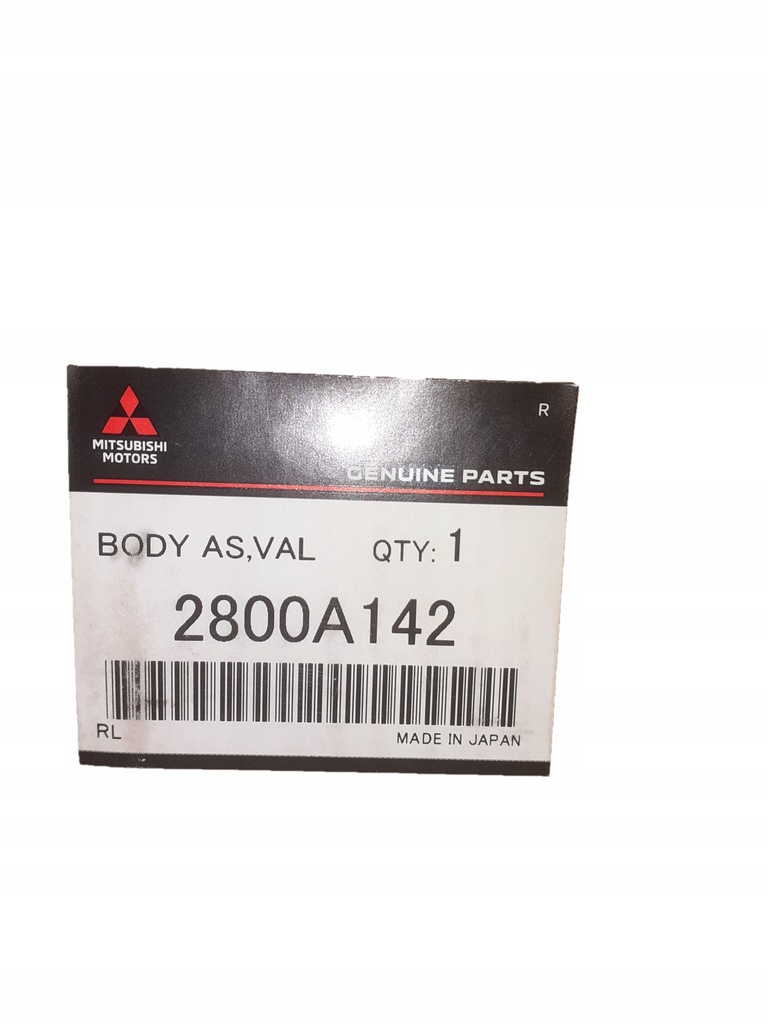 R
MITSUBISHI
MOTORS
GENUINE PARTS
BODY AS,VAL QTY: 1
2800A142
RL
MADE IN JAPAN